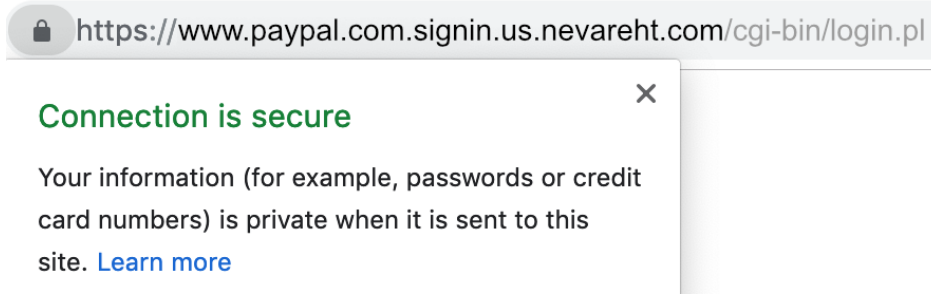 https://www.paypal.com.signin.us.nevareht.com/cgi-bin/login.pl
Connection is secure
Your information (for example, passwords or credit
card numbers) is private when it is sent to this
site. Learn more